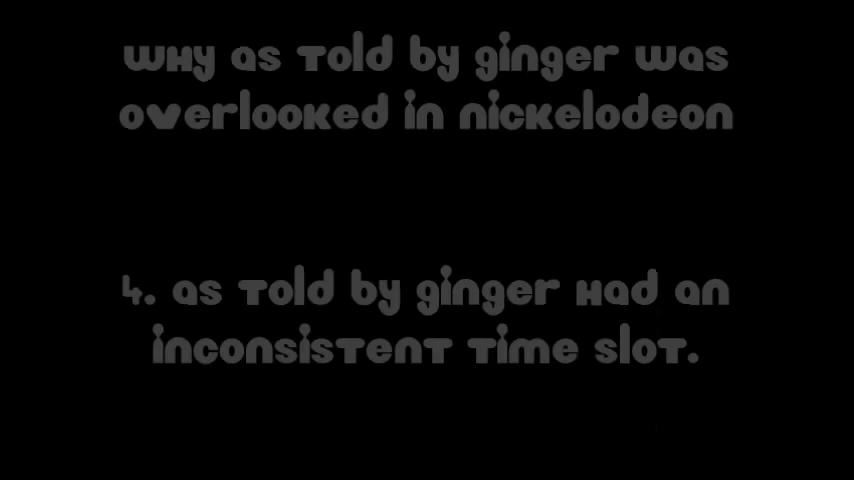 why as told by ginger was
overlooked in nickelodeon
4. as told by ginger had an
inconsistent time slot.